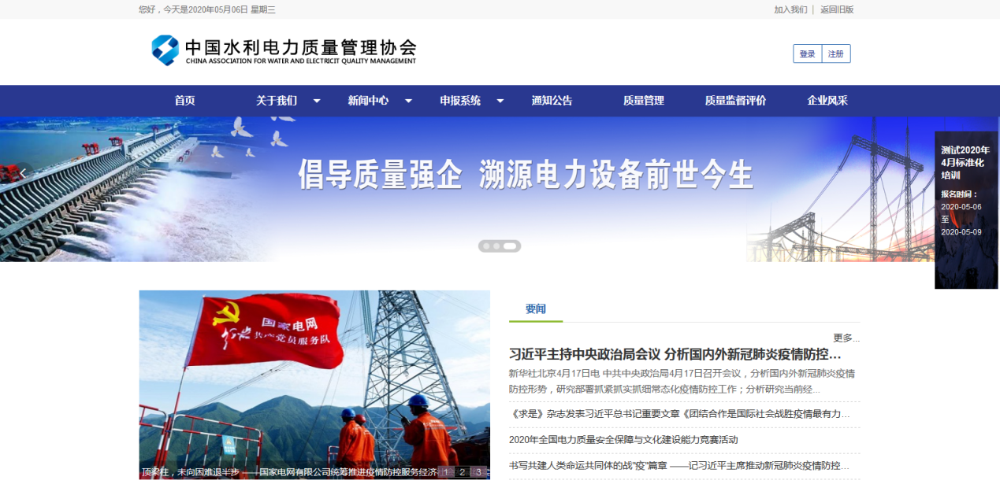 您好，今天是2020年05月06日 星期三
加入我们 | 返回旧版
中国水利电力质量管理协会
CHINA ASSOCIATION FOR WATER AND ELECTRICIT QUALITY MANAGEMENT
登录 注册
首页 关于我们 新闻中心 申报系统 通知公告 质量管理 质量监督评价 企业风采
倡导质量强企 溯源电力设备前世今生
测试2020年
4月标准化
培训
报名时间：
2020-05-06
至
2020-05-09
国家电网
共产党员服务队
顶梁柱，未向困难退半步 ——国家电网有限公司统筹推进疫情防控服务经济
1 2 3
要闻
更多...
习近平主持中央政治局会议 分析国内外新冠肺炎疫情防控...
新华社北京4月17日电 中共中央政治局4月17日召开会议，分析国内外新冠肺炎疫情
防控形势，研究部署抓紧抓实抓细常态化疫情防控工作；分析研究当前经...
《求是》杂志发表习近平总书记重要文章《团结合作是国际社会战胜疫情最有力...
2020年全国电力质量安全保障与文化建设能力竞赛活动
书写共建人类命运共同体的战"疫"篇章 ——记习近平主席推动新冠肺炎疫情防控...